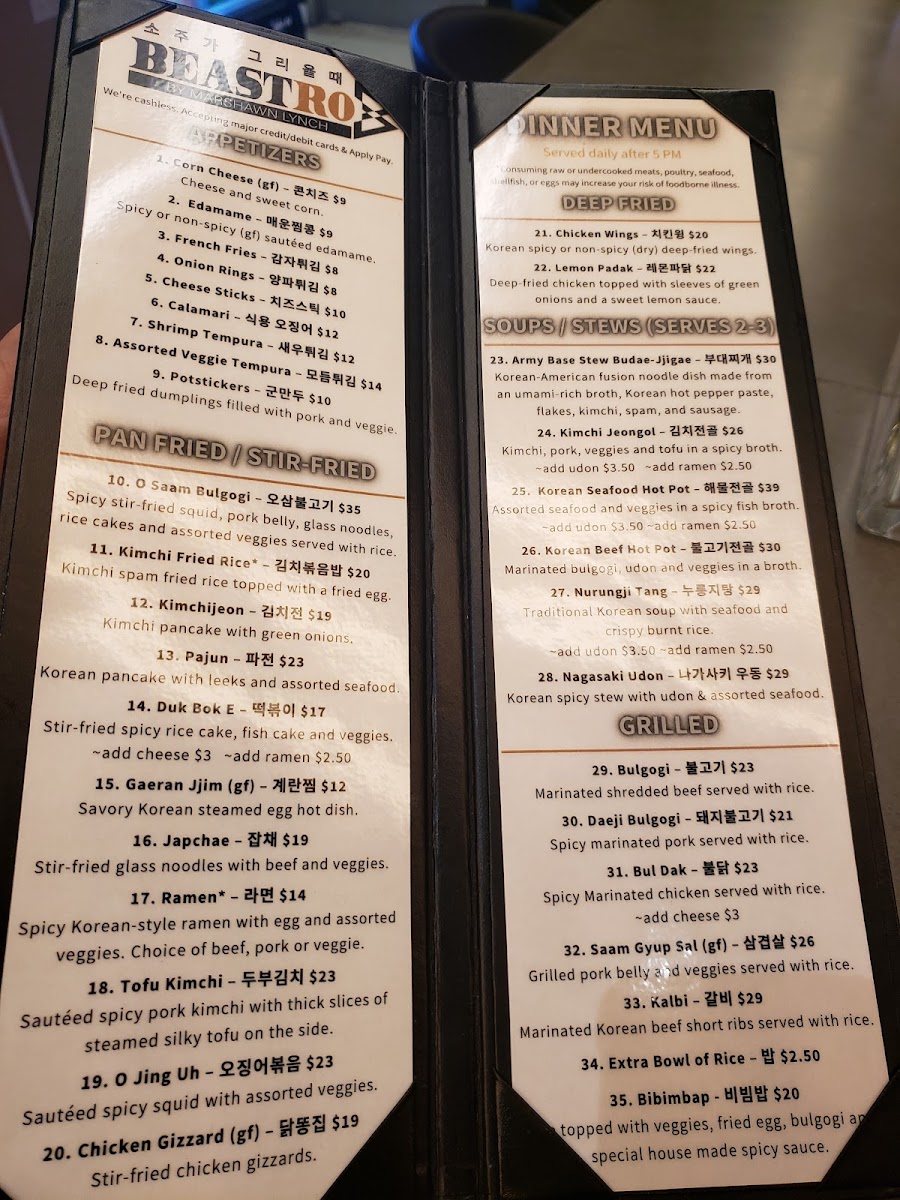 소주가 그리울때
BEASTRO
BY MARSHAWN LYNCH
We're cashless. Accepting major credit/debit cards & Apply Pay.
APPETIZERS
1. Corn Cheese (gf) – 콘치즈 $9
Cheese and sweet corn.
2. Edamame – 매운찜콩 $9
Spicy or non-spicy (gf) sautéed edamame.
3. French Fries – 감자튀김 $8
4. Onion Rings – 양파튀김 $8
5. Cheese Sticks – 치즈스틱 $10
6. Calamari – 식용 오징어 $12
7. Shrimp Tempura – 새우튀김 $12
8. Assorted Veggie Tempura – 모듬튀김 $14
9. Potstickers – 군만두 $10
Deep fried dumplings filled with pork and veggie.
PAN FRIED / STIR-FRIED
10. O Saam Bulgogi – 오삼불고기 $35
Spicy stir-fried squid, pork belly, glass noodles,
rice cakes and assorted veggies served with rice.
11. Kimchi Fried Rice* – 김치볶음밥 $20
Kimchi spam fried rice topped with a fried egg.
12. Kimchijeon – 김치전 $19
Kimchi pancake with green onions.
13. Pajun – 파전 $23
Korean pancake with leeks and assorted seafood.
14. Duk Bok E – 떡볶이 $17
Stir-fried spicy rice cake, fish cake and veggies.
~add cheese $3 ~add ramen $2.50
15. Gaeran Jjim (gf) – 계란찜 $12
Savory Korean steamed egg hot dish.
16. Japchae – 잡채 $19
Stir-fried glass noodles with beef and veggies.
17. Ramen* – 라면 $14
Spicy Korean-style ramen with egg and assorted
veggies. Choice of beef, pork or veggie.
18. Tofu Kimchi – 두부김치 $23
Sautéed spicy pork kimchi with thick slices of
steamed silky tofu on the side.
19. O Jing Uh – 오징어볶음 $23
Sautéed spicy squid with assorted veggies.
20. Chicken Gizzard (gf) – 닭똥집 $19
Stir-fried chicken gizzards.
DINNER MENU
Served daily after 5 PM
*Consuming raw or undercooked meats, poultry, seafood,
shellfish, or eggs may increase your risk of foodborne illness.
DEEP FRIED
21. Chicken Wings – 치킨윙 $20
Korean spicy or non-spicy (dry) deep-fried wings.
22. Lemon Padak – 레몬파닭 $22
Deep-fried chicken topped with sleeves of green
onions and a sweet lemon sauce.
SOUPS / STEWS (SERVES 2-3)
23. Army Base Stew Budae-Jjigae – 부대찌개 $30
Korean-American fusion noodle dish made from
an umami-rich broth, Korean hot pepper paste,
flakes, kimchi, spam, and sausage.
24. Kimchi Jeongol – 김치전골 $26
Kimchi, pork, veggies and tofu in a spicy broth.
~add udon $3.50 ~add ramen $2.50
25. Korean Seafood Hot Pot – 해물전골 $39
Assorted seafood and veggies in a spicy fish broth.
~add udon $3.50 ~add ramen $2.50
26. Korean Beef Hot Pot – 불고기전골 $30
Marinated bulgogi, udon and veggies in a broth.
27. Nurungji Tang – 누룽지탕 $29
Traditional Korean soup with seafood and
crispy burnt rice.
~add udon $3.50 ~add ramen $2.50
28. Nagasaki Udon – 나가사키 우동 $29
Korean spicy stew with udon & assorted seafood.
GRILLED
29. Bulgogi – 불고기 $23
Marinated shredded beef served with rice.
30. Daeji Bulgogi – 돼지불고기 $21
Spicy marinated pork served with rice.
31. Bul Dak – 불닭 $23
Spicy Marinated chicken served with rice.
~add cheese $3
32. Saam Gyup Sal (gf) – 삼겹살 $26
Grilled pork belly and veggies served with rice.
33. Kalbi – 갈비 $29
Marinated Korean beef short ribs served with rice.
34. Extra Bowl of Rice – 밥 $2.50
35. Bibimbap - 비빔밥 $20
topped with veggies, fried egg, bulgogi
special house made spicy sauce.